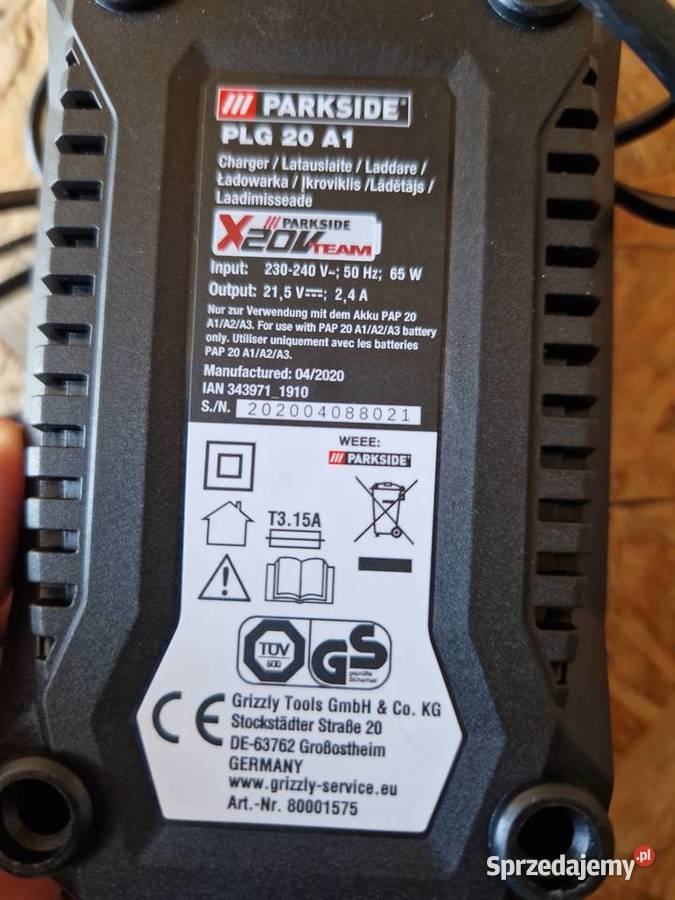 /// PARKSIDE®
PLG 20 A1
Charger / Latauslaite / Laddare /
Ładowarka / Įkroviklis /Lādētājs /
Laadimisseade
/// PARKSIDE
X20V TEAM
Input: 230-240 V~; 50 Hz; 65 W
Output: 21,5 V⎓; 2,4 A
Nur zur Verwendung mit dem Akku PAP 20
A1/A2/A3. For use with PAP 20 A1/A2/A3 battery
only. Utiliser uniquement avec les batteries
PAP 20 A1/A2/A3.
Manufactured: 04/2020
IAN 343971_1910
S./N. 202004088021
WEEE:
/// PARKSIDE®
T3.15A
TÜV
SÜD
GS
geprüfte
Sicherheit
CE
Grizzly Tools GmbH & Co. KG
Stockstädter Straße 20
DE-63762 Großostheim
GERMANY
www.grizzly-service.eu
Art.-Nr. 80001575
Sprzedajemy.pl